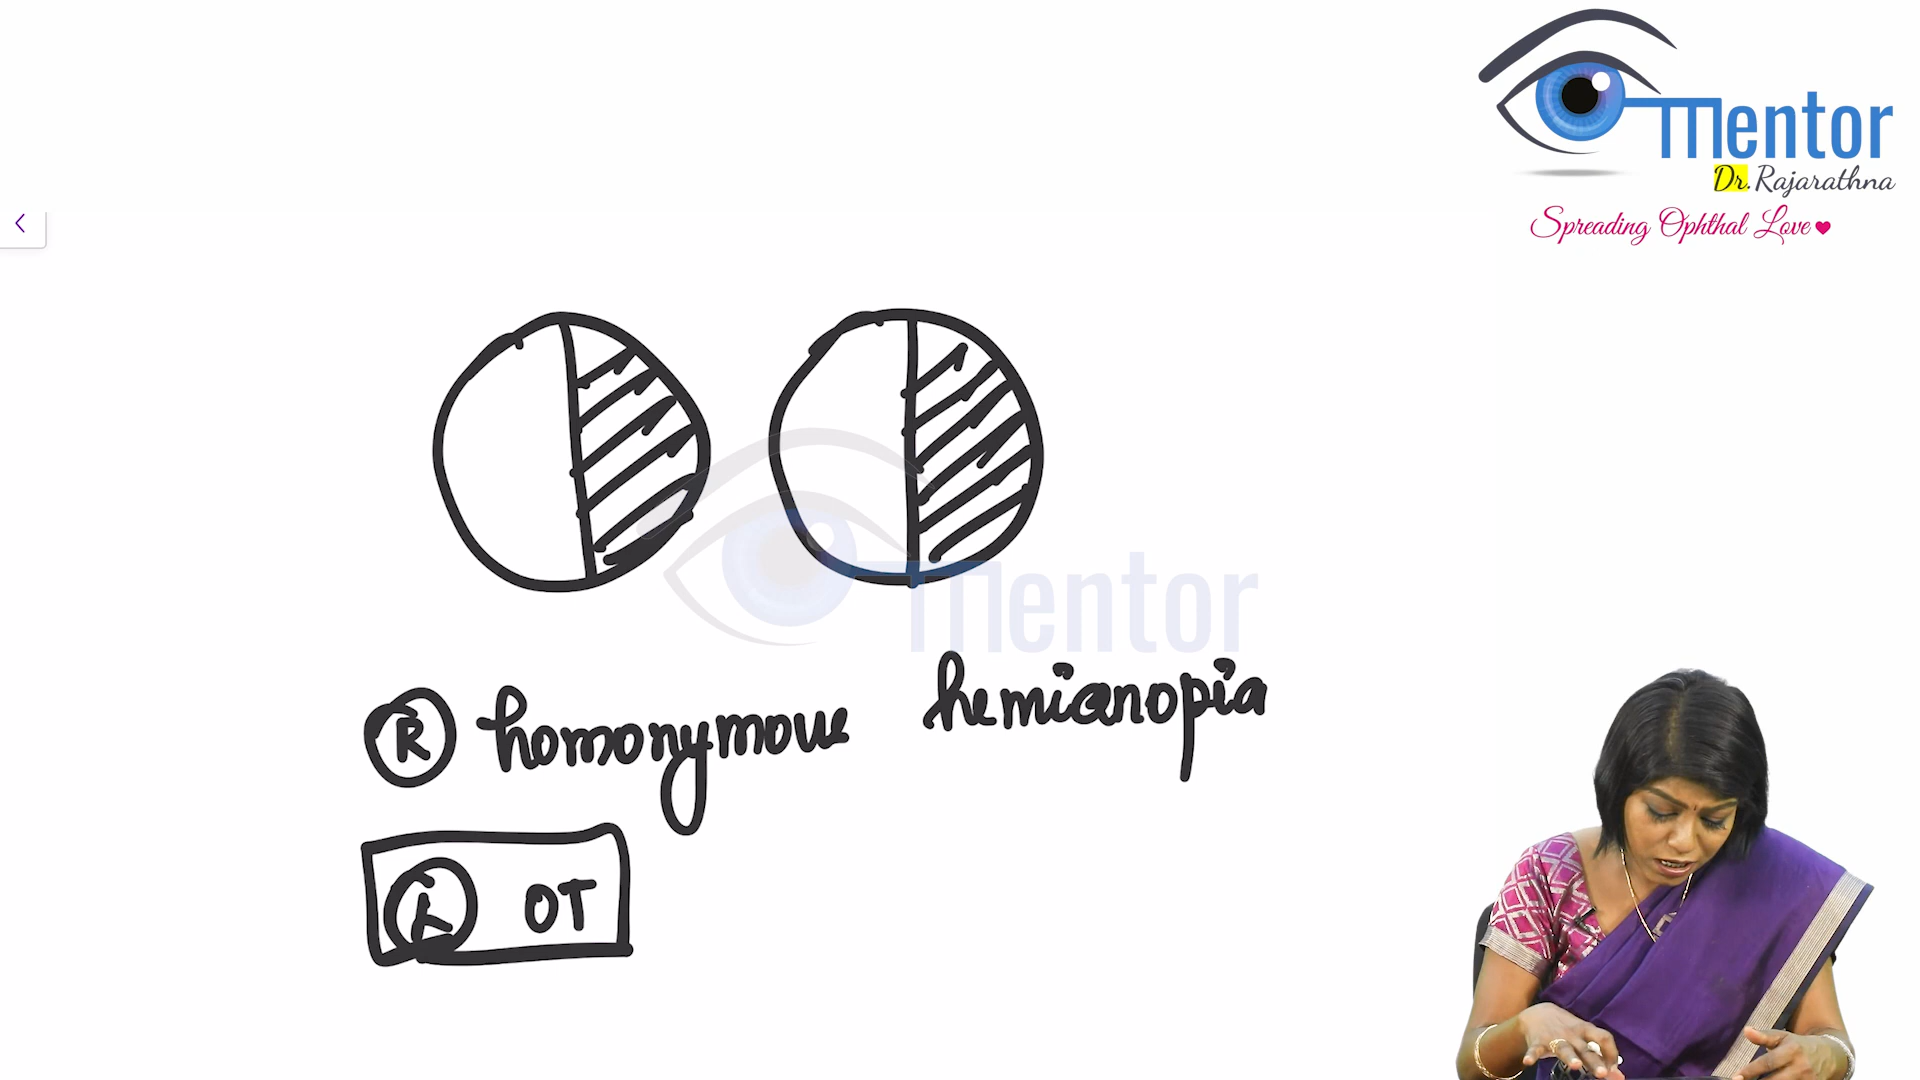 mentor
Dr. Rajarathna
Spreading Ophthal Love
mentor
R homonymous hemianopia
L OT